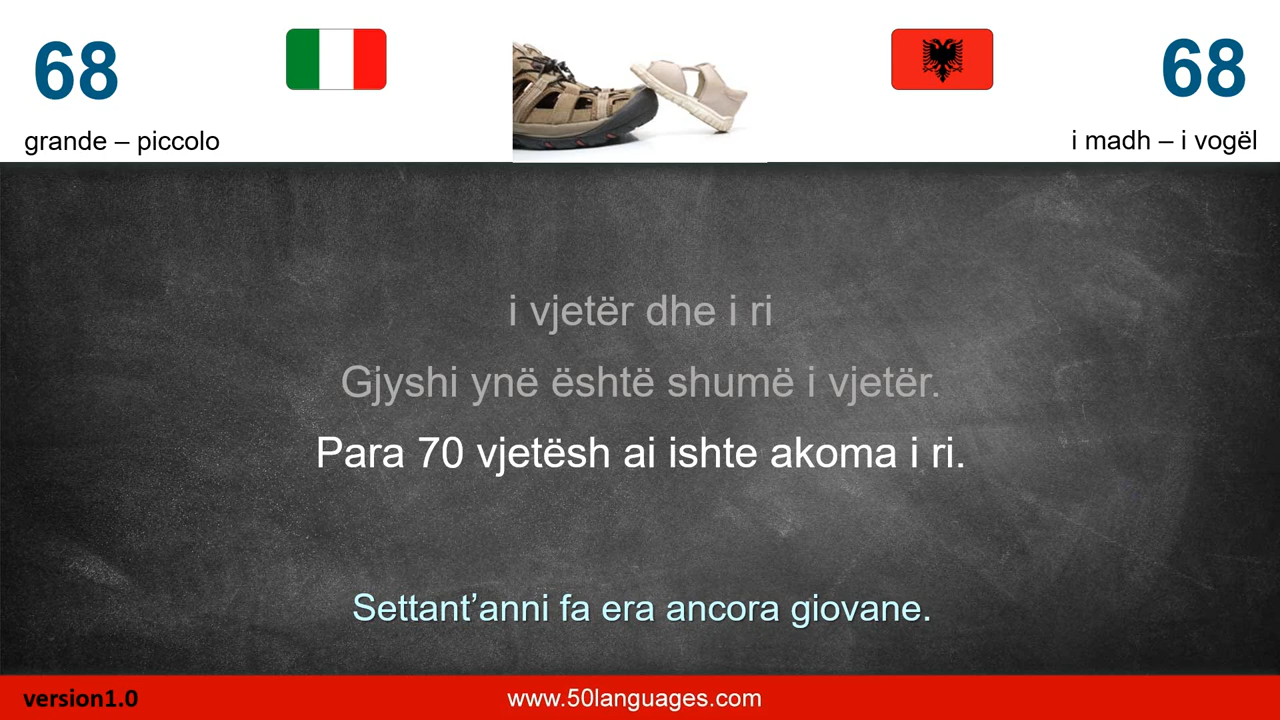 68
68
grande – piccolo
i madh – i vogël
i vjetër dhe i ri
Gjyshi ynë është shumë i vjetër.
Para 70 vjetësh ai ishte akoma i ri.
Settant’anni fa era ancora giovane.
version1.0
www.50languages.com